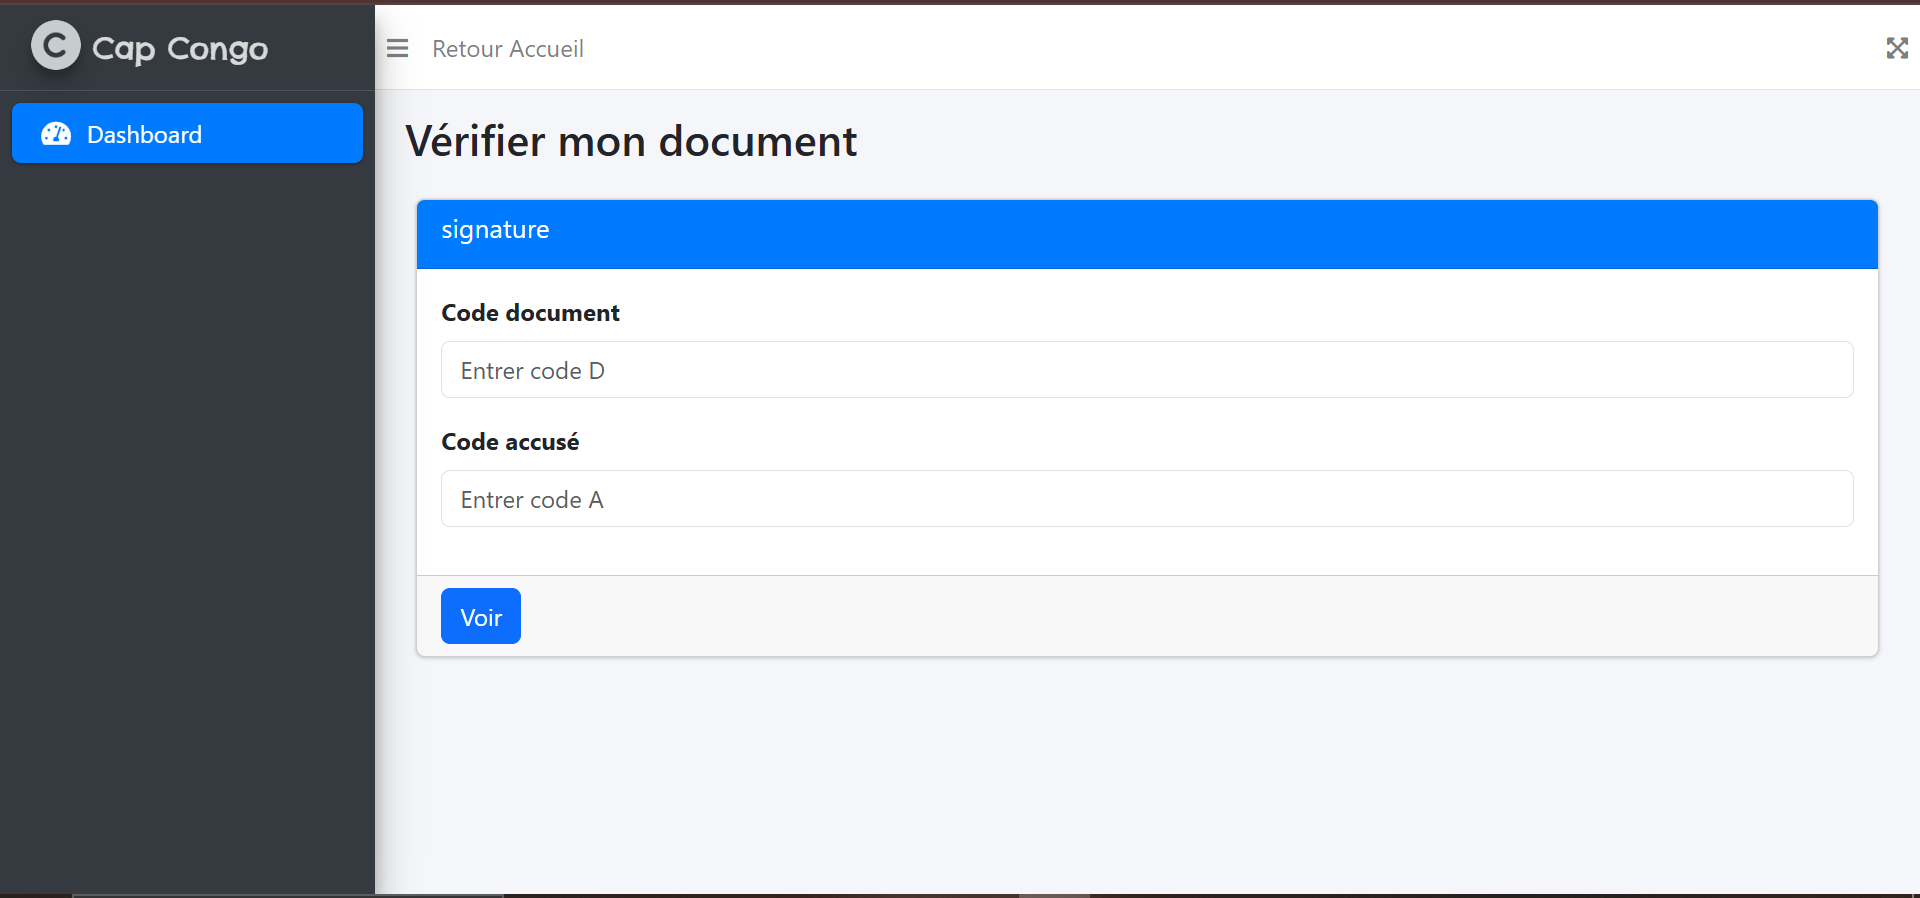 C Cap Congo
Retour Accueil
Dashboard
Vérifier mon document
signature
Code document
Entrer code D
Code accusé
Entrer code A
Voir